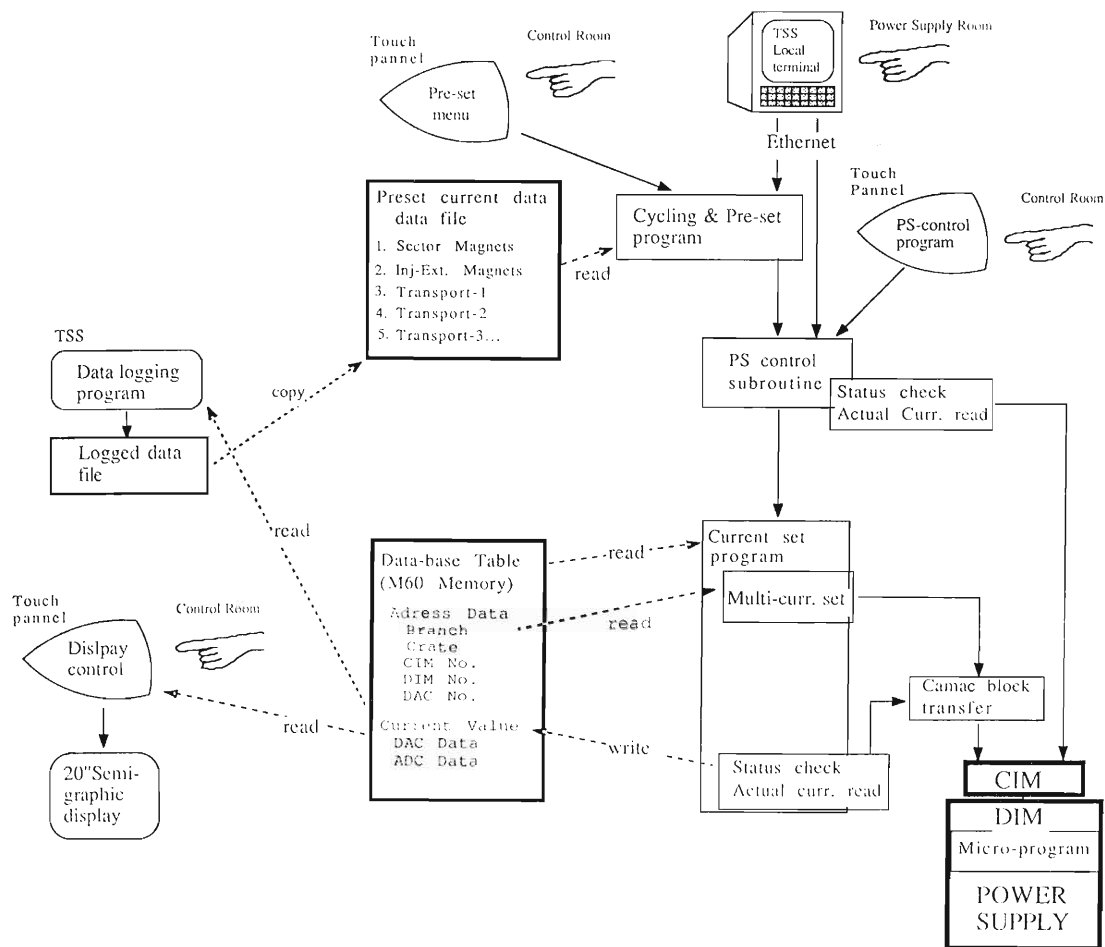 Touch
pannel
Control Room
Pre-set
menu
TSS
Local
terminal
Power Supply Room
Ethernet
Touch
Pannel
Control Room
PS-control
program
Preset current data
data file
1. Sector Magnets
2. Inj-Ext. Magnets
3. Transport-1
4. Transport-2
5. Transport-3...
read
Cycling & Pre-set
program
TSS
Data logging
program
copy
Logged data
file
PS control
subroutine
Status check
Actual Curr. read
read
Data-base Table
(M60 Memory)
Adress Data
Branch
Crate
CIM No.
DIM No.
DAC No.
Current Value
DAC Data
ADC Data
read
read
Current set
program
Multi-curr. set
Touch
pannel
Control Room
Dislpay
control
read
write
Camac block
transfer
Status check
Actual curr. read
20"Semi-
graphic
display
CIM
DIM
Micro-program
POWER
SUPPLY